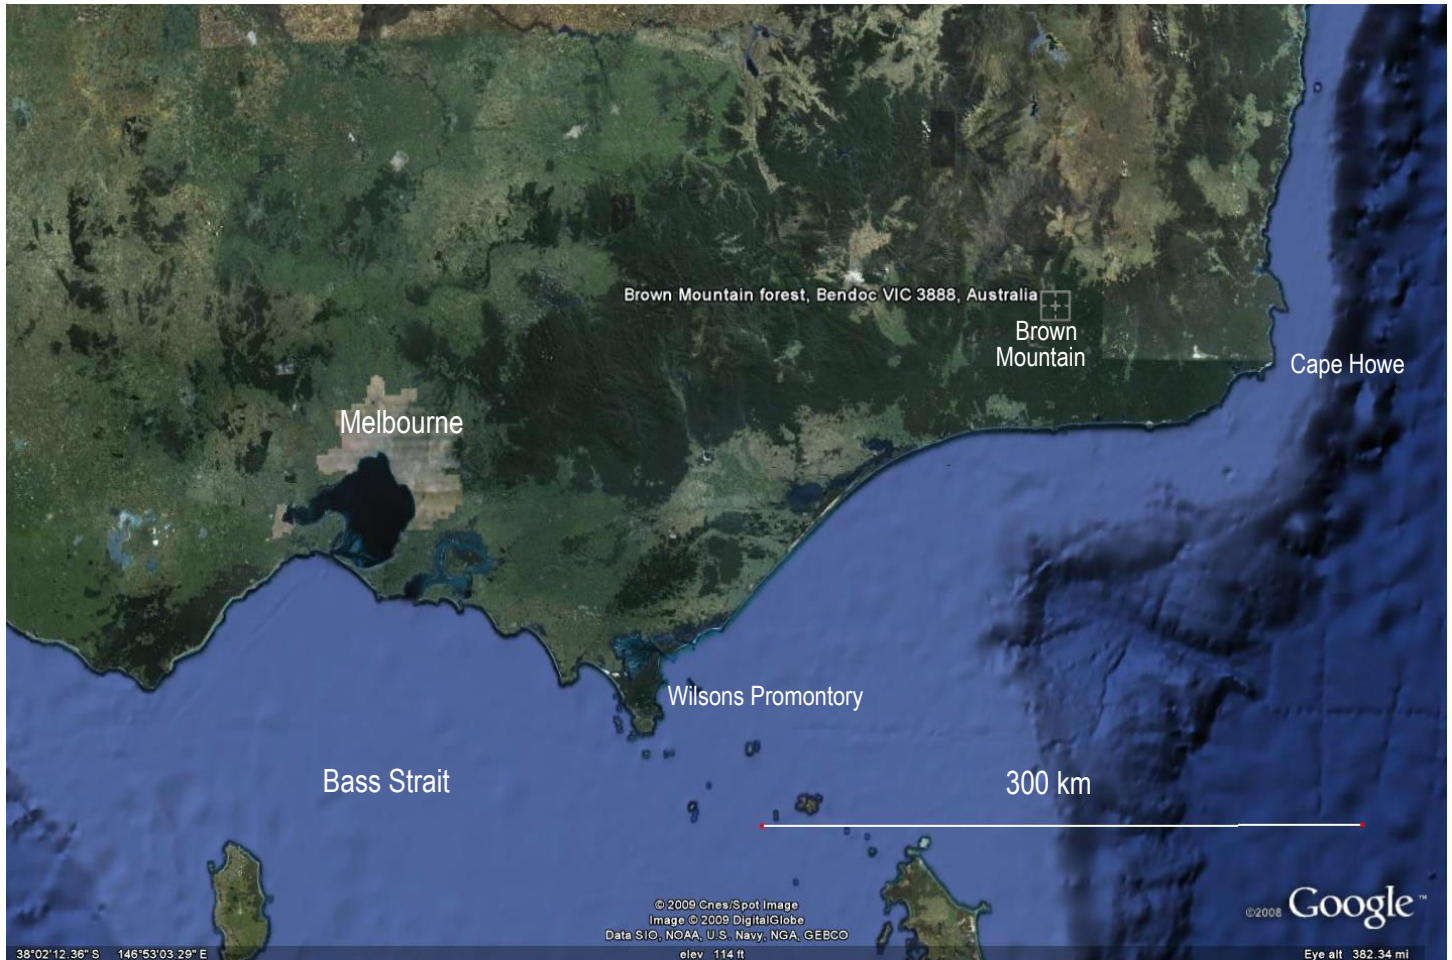 Brown Mountain forest, Bendoc VIC 3888, Australia
Brown
Mountain
Cape Howe
Melbourne
Wilsons Promontory
Bass Strait
300 km
© 2009 Cnes/Spot Image
Image © 2009 DigitalGlobe
Data SIO, NOAA, U.S. Navy, NGA, GEBCO
©2008 Google™
38°02'12.36" S 146°53'03.29" E
elev 114 ft
Eye alt 382.34 mi